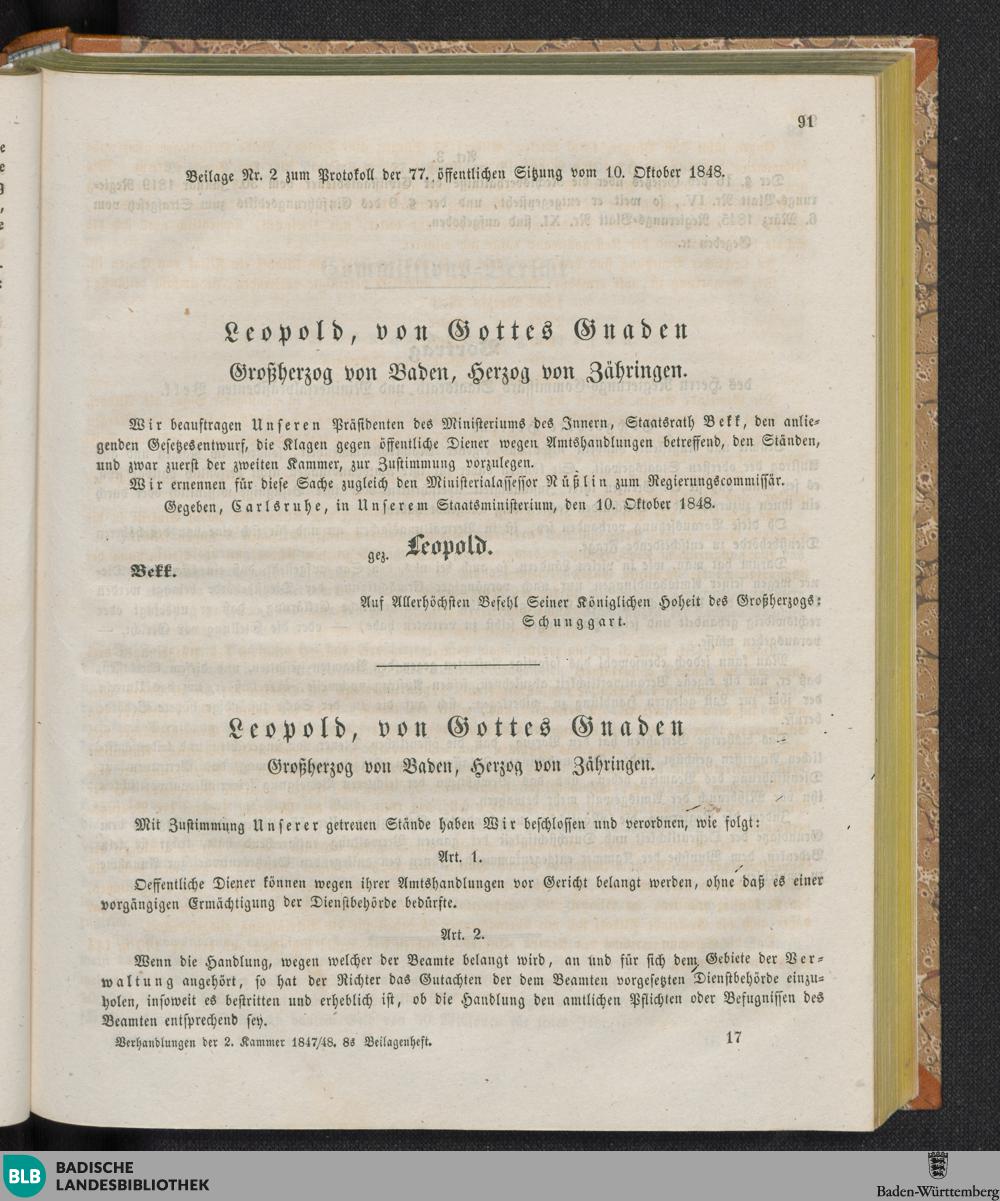 91
Beilage Nr. 2 zum Protokoll der 77. öffentlichen Sitzung vom 10. Oktober 1848.
Leopold, von Gottes Gnaden
Großherzog von Baden, Herzog von Zähringen.
Wir beauftragen Unseren Präsidenten des Ministeriums des Innern, Staatsrath Bekk, den anlie-
genden Gesetzesentwurf, die Klagen gegen öffentliche Diener wegen Amtshandlungen betreffend, den Ständen,
und zwar zuerst der zweiten Kammer, zur Zustimmung vorzulegen.
Wir ernennen für diese Sache zugleich den Ministerialassessor Nüßlin zum Regierungscommissär.
Gegeben, Carlsruhe, in Unserem Staatsministerium, den 10. Oktober 1848.
gez. Leopold.
Bekk.
Auf Allerhöchsten Befehl Seiner Königlichen Hoheit des Großherzogs:
Schunggart.
Leopold, von Gottes Gnaden
Großherzog von Baden, Herzog von Zähringen.
Mit Zustimmung Unserer getreuen Stände haben Wir beschlossen und verordnen, wie folgt:
Art. 1.
Oeffentliche Diener können wegen ihrer Amtshandlungen vor Gericht belangt werden, ohne daß es einer
vorgängigen Ermächtigung der Dienstbehörde bedürfte.
Art. 2.
Wenn die Handlung, wegen welcher der Beamte belangt wird, an und für sich dem Gebiete der Ver-
waltung angehört, so hat der Richter das Gutachten der dem Beamten vorgesetzten Dienstbehörde einzu-
holen, insoweit es bestritten und erheblich ist, ob die Handlung den amtlichen Pflichten oder Befugnissen des
Beamten entsprechend sey.
Verhandlungen der 2. Kammer 1847/48. 8s Beilagenheft.
17
BLB
BADISCHE
LANDESBIBLIOTHEK
Baden-Württemberg